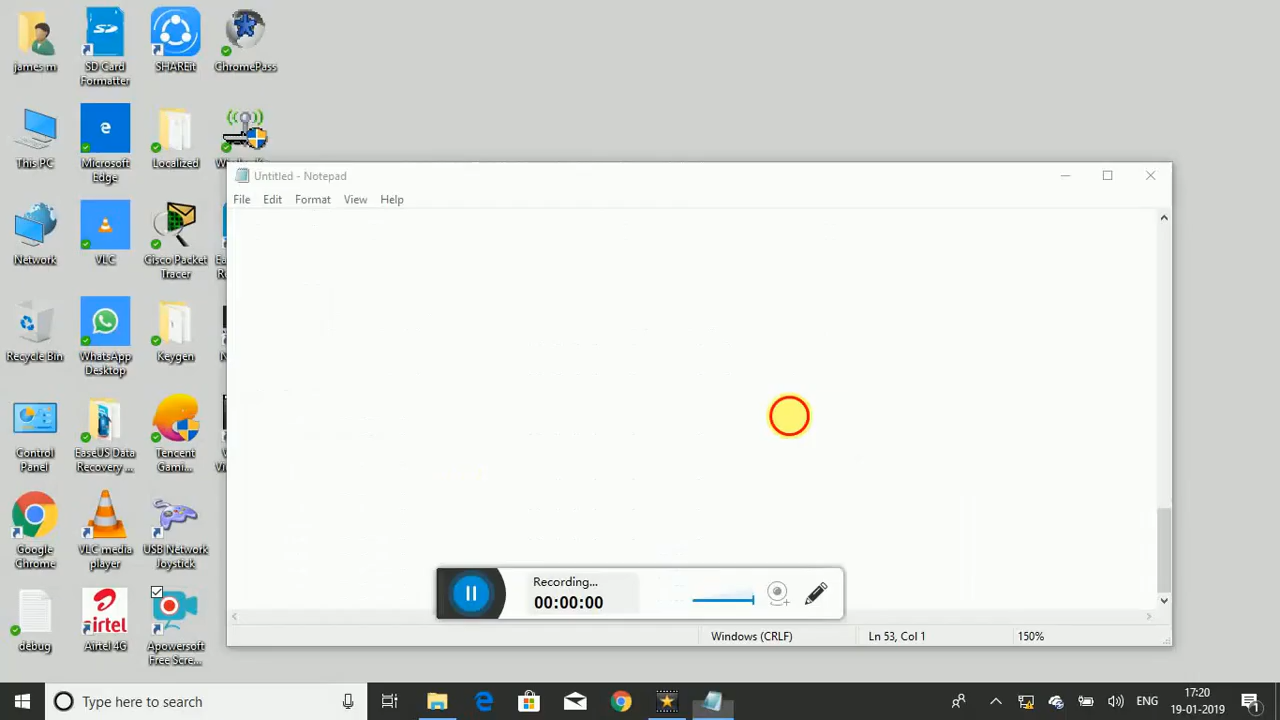 james m
SD Card
Formatter
SHAREit
ChromePass
This PC
Microsoft
Edge
Localized
Untitled - Notepad
File Edit Format View Help
Network
VLC
Cisco Packet
Tracer
Recycle Bin
WhatsApp
Desktop
Keygen
Control
Panel
EaseUS Data
Recovery ...
Tencent
Gami...
Google
Chrome
VLC media
player
USB Network
Joystick
Recording...
00:00:00
debug
Airtel 4G
airtel
Apowersoft
Free Scre...
Windows (CRLF) Ln 53, Col 1 150%
Type here to search
ENG
17:20
19-01-2019
1